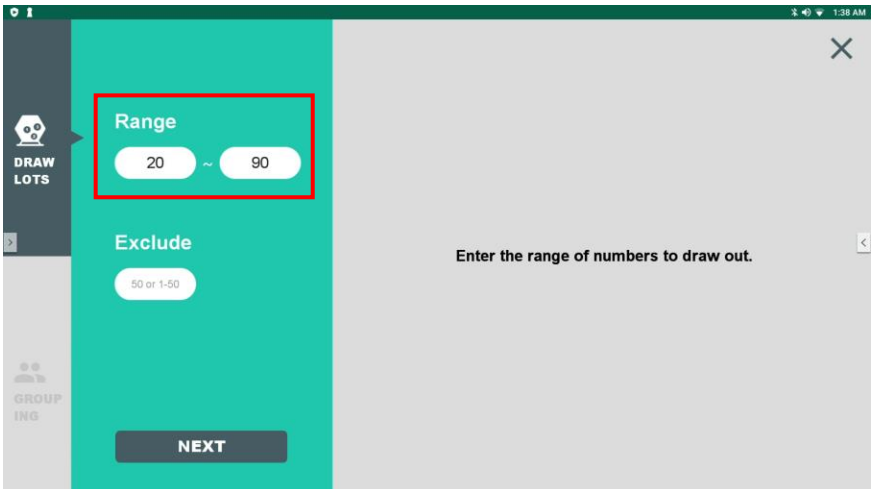 1:38 AM
DRAW
LOTS
Range
20 ~ 90
Exclude
50 or 1-50
NEXT
GROUP
ING
Enter the range of numbers to draw out.